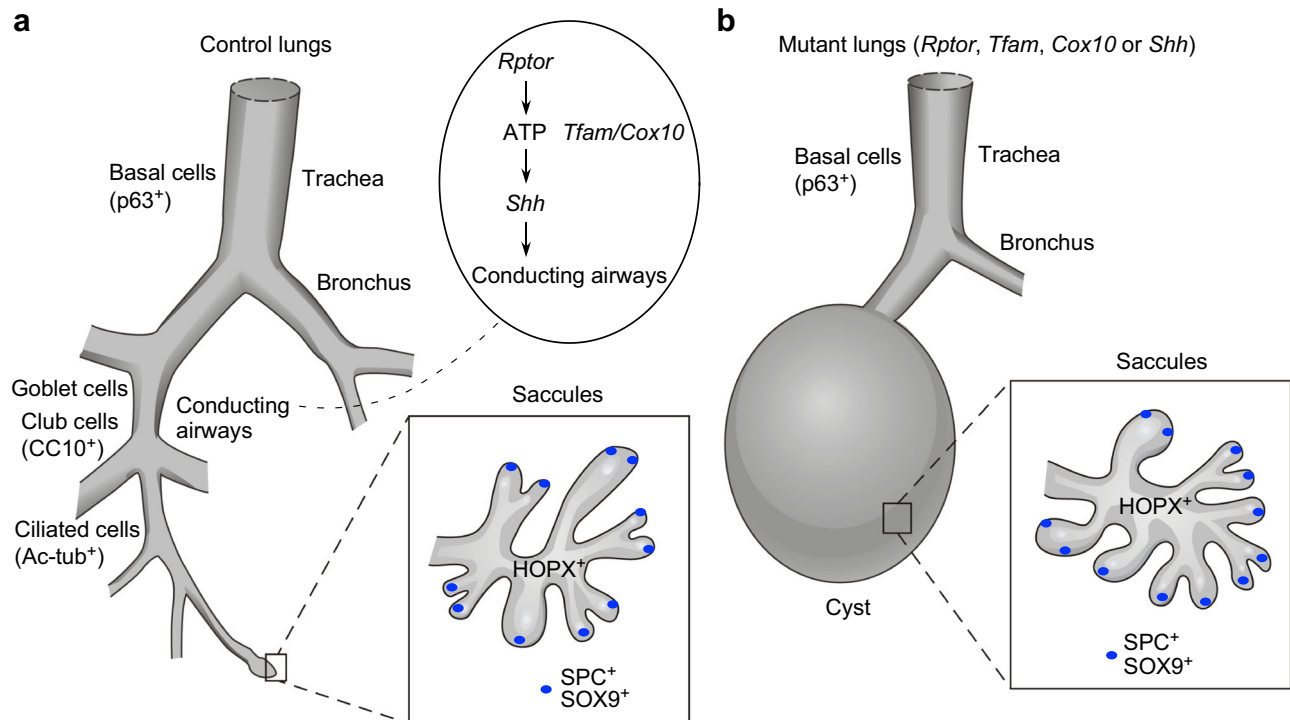 a
Control lungs
Rptor
ATP Tfam/Cox10
Shh
Conducting airways
Basal cells
(p63⁺)
Trachea
Bronchus
Goblet cells
Club cells
(CC10⁺)
Conducting
airways
Ciliated cells
(Ac-tub⁺)
Saccules
HOPX⁺
SPC⁺
SOX9⁺
b
Mutant lungs (Rptor, Tfam, Cox10 or Shh)
Basal cells
(p63⁺)
Trachea
Bronchus
Cyst
Saccules
HOPX⁺
SPC⁺
SOX9⁺